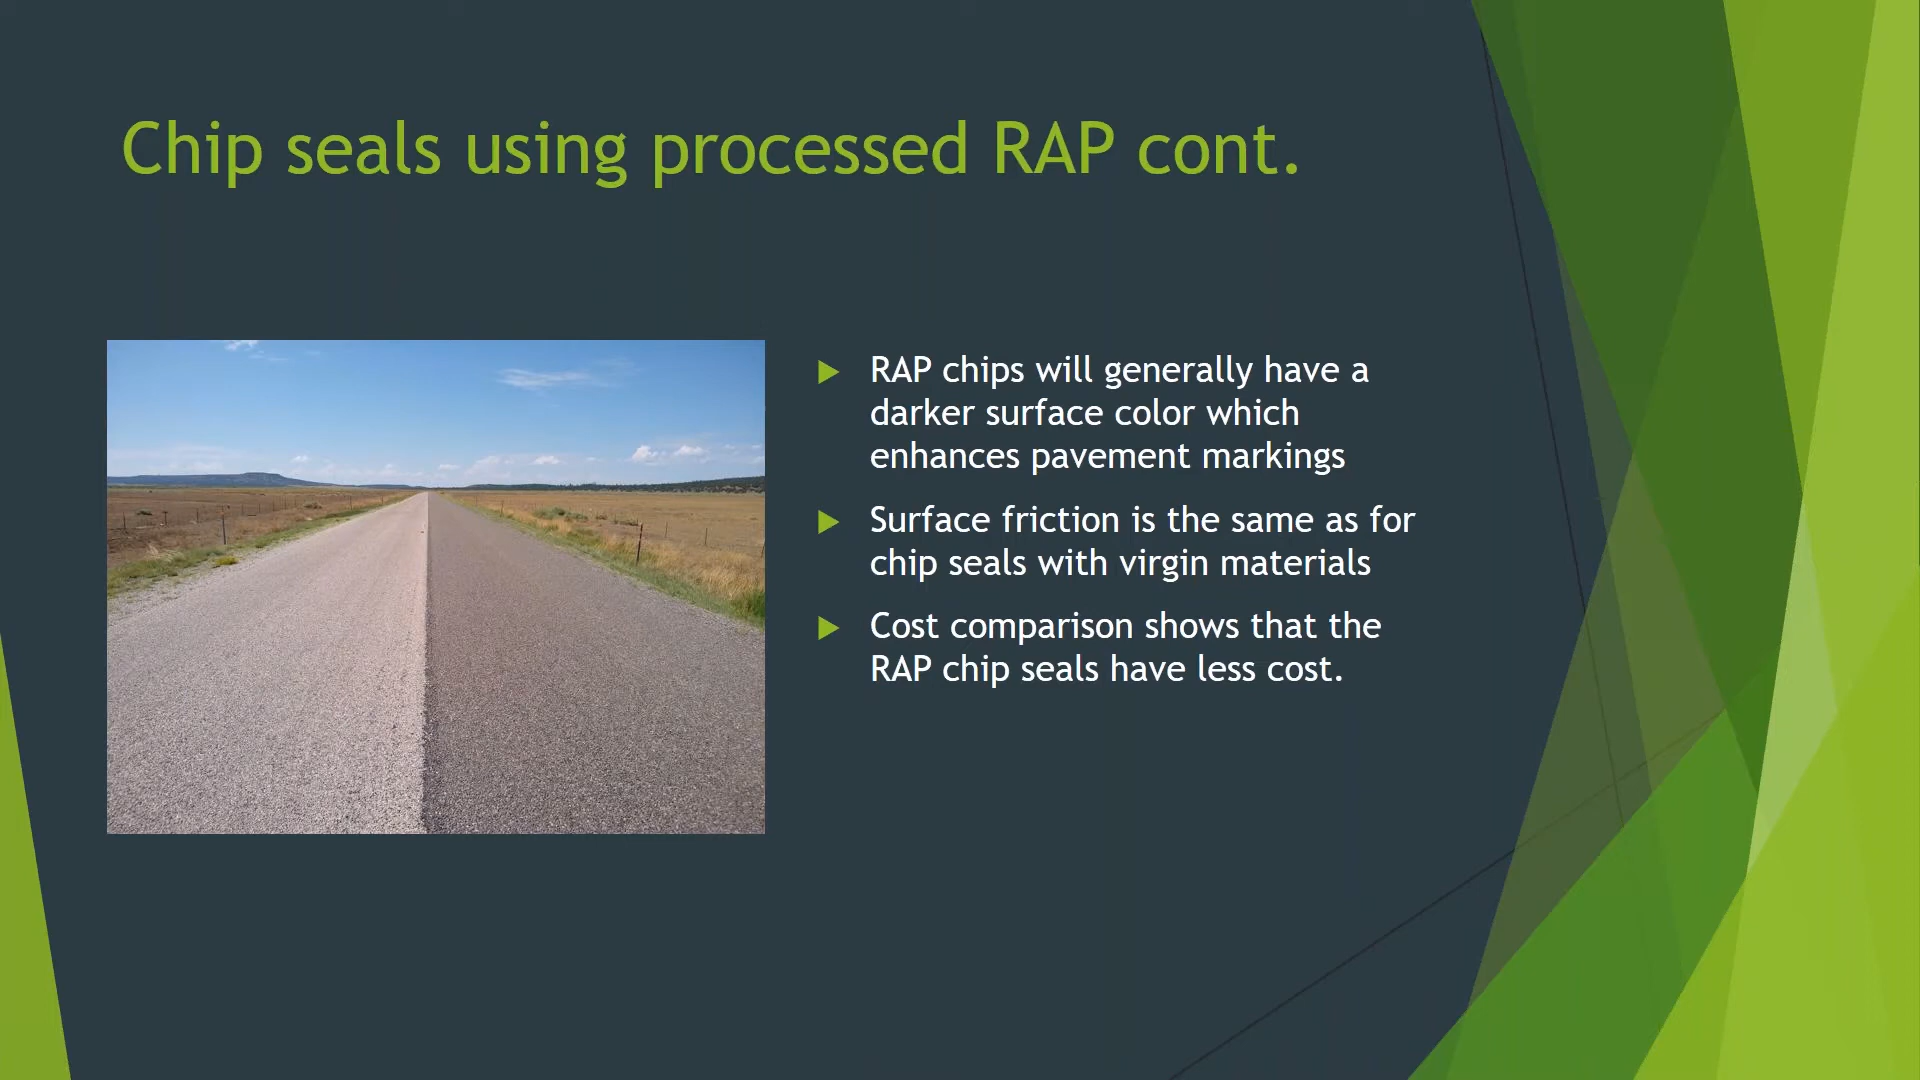 Chip seals using processed RAP cont.
RAP chips will generally have a
darker surface color which
enhances pavement markings
Surface friction is the same as for
chip seals with virgin materials
Cost comparison shows that the
RAP chip seals have less cost.